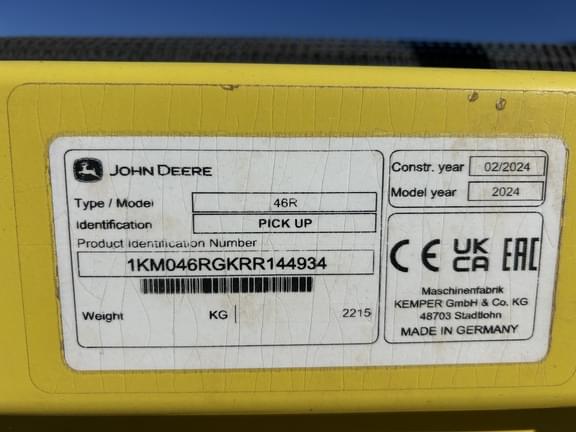 JOHN DEERE
Type / Model 46R
Identification PICK UP
Product Identification Number
1KM046RGKRR144934
Weight KG 2215
Constr. year 02/2024
Model year 2024
CE UK CA EAC
Maschinenfabrik
KEMPER GmbH & Co. KG
48703 Stadtlohn
MADE IN GERMANY